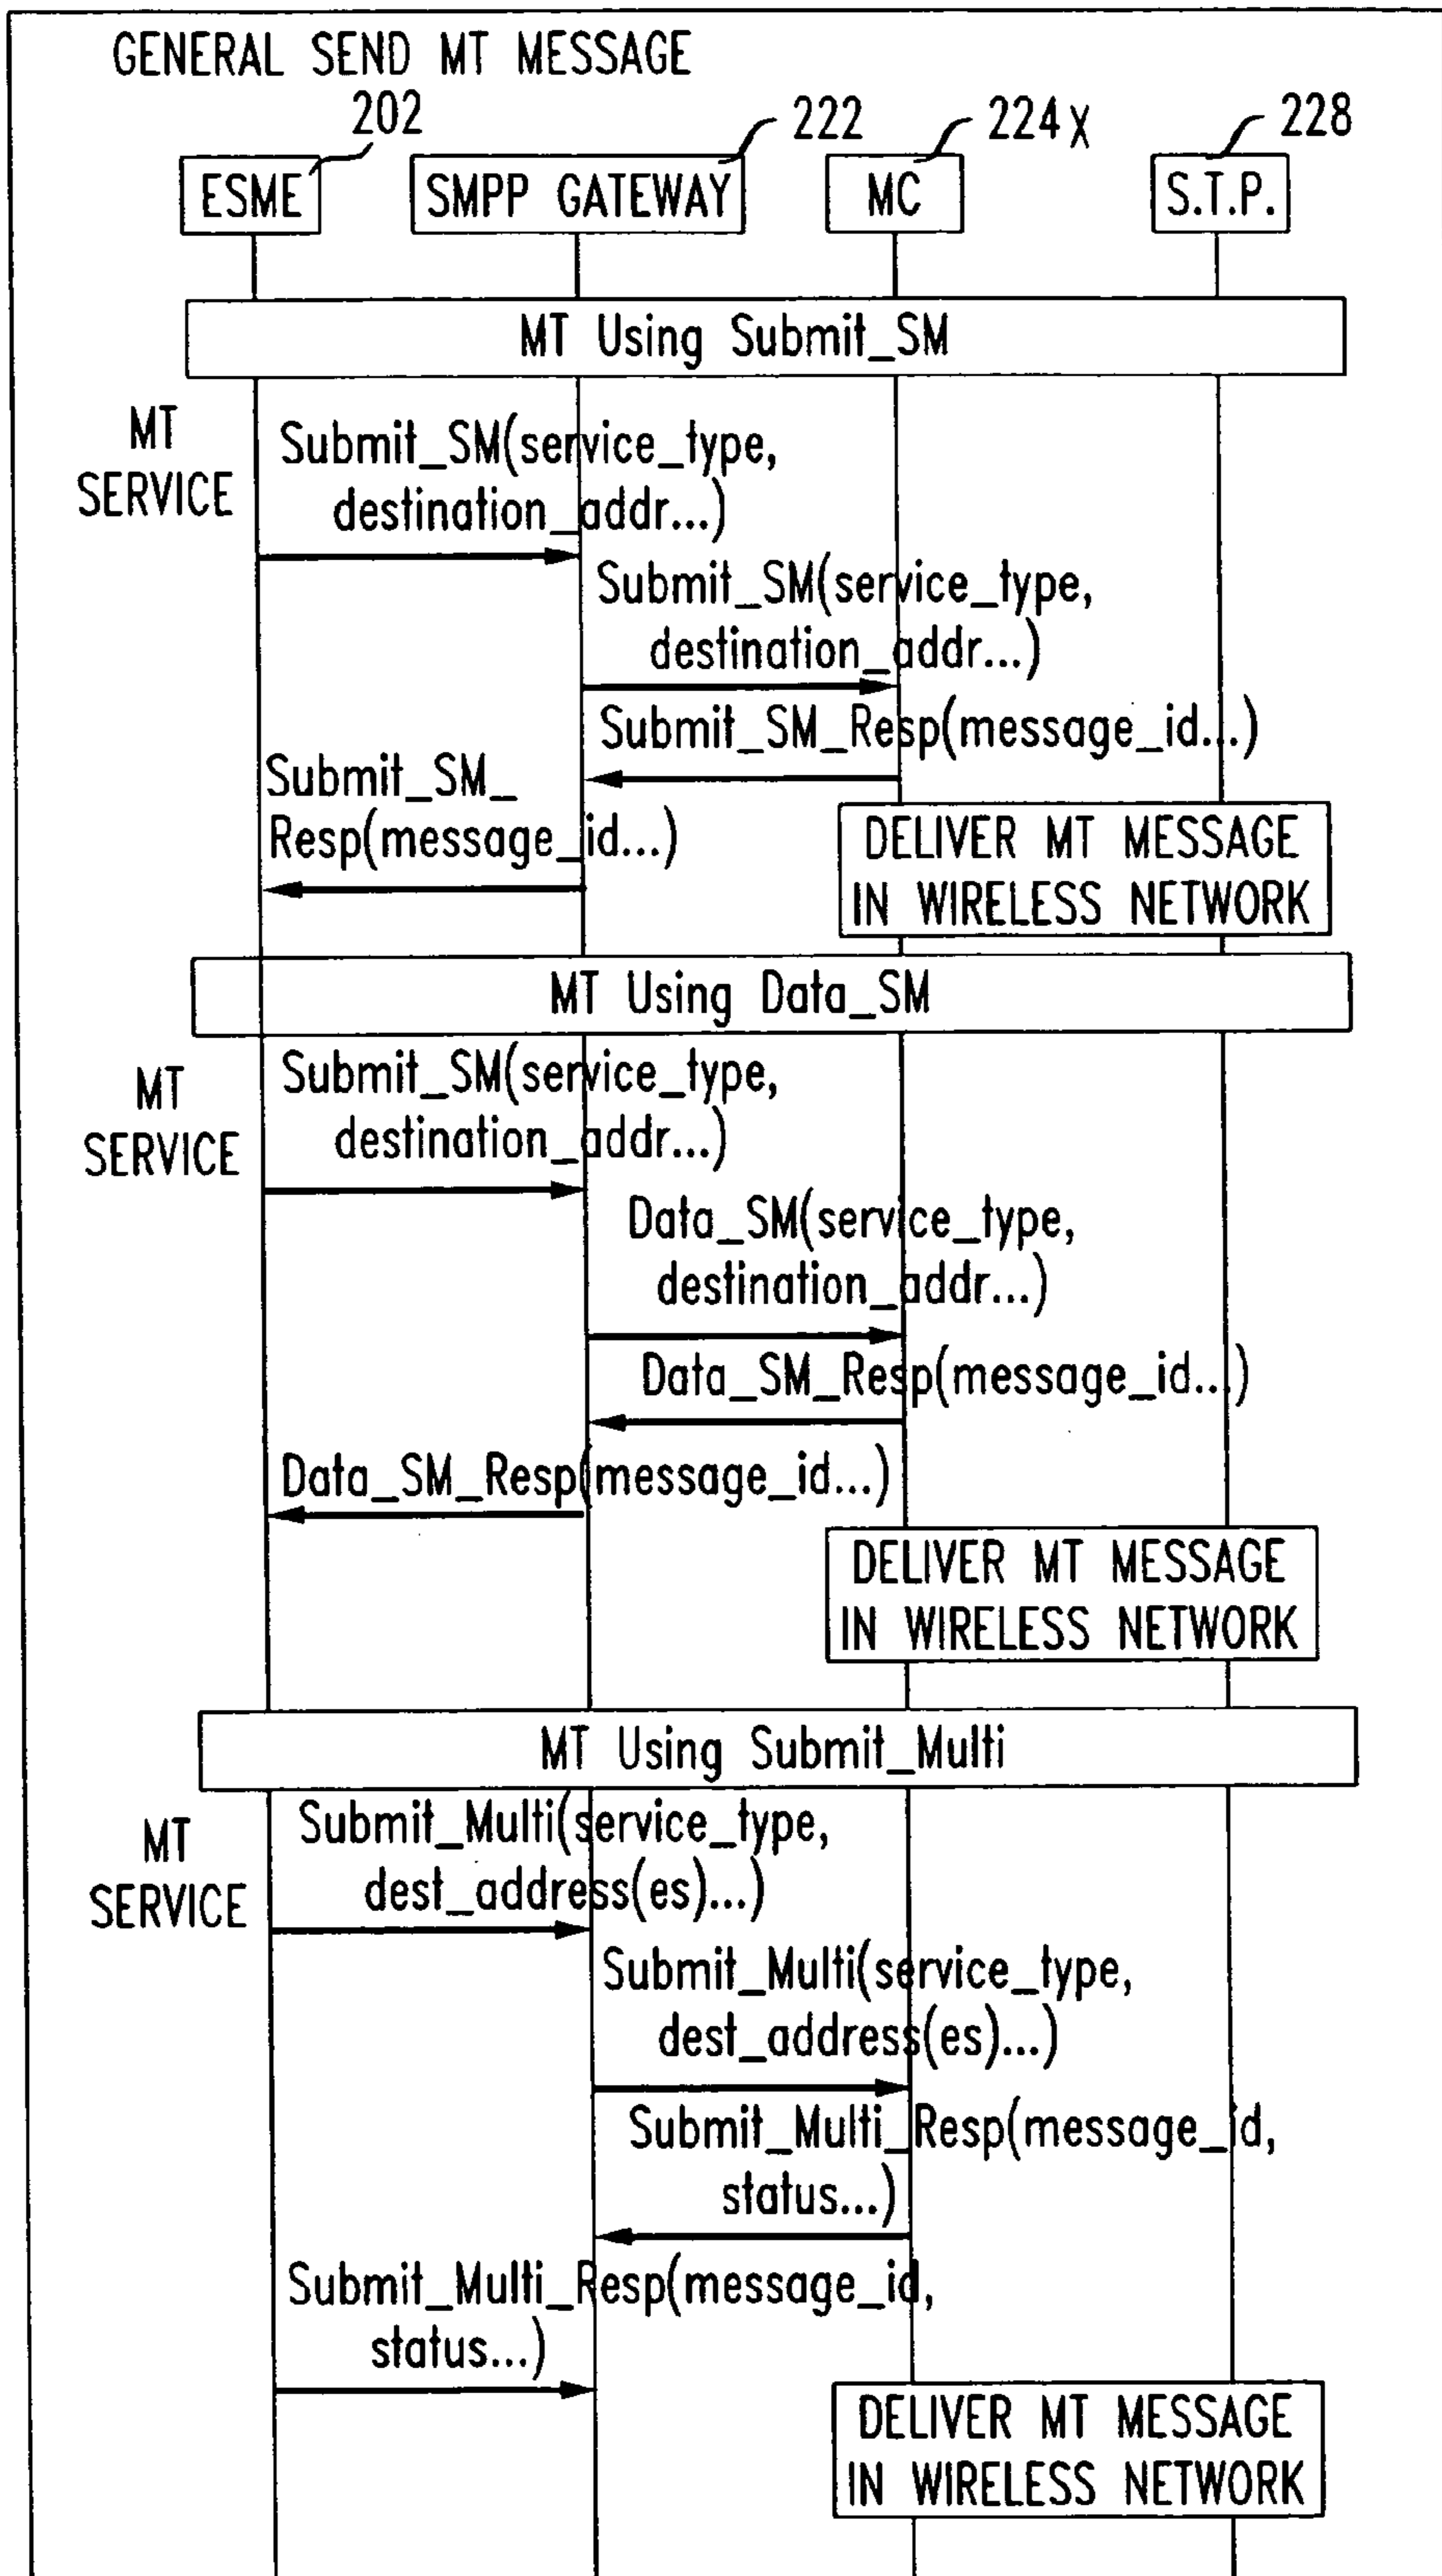 GENERAL SEND MT MESSAGE
202
222
224x
228
ESME
SMPP GATEWAY
MC
S.T.P.
MT Using Submit_SM
MT
SERVICE
Submit_SM(service_type,
destination_addr...)
Submit_SM(service_type,
destination_addr...)
Submit_SM_Resp(message_id...)
Submit_SM_
Resp(message_id...)
DELIVER MT MESSAGE
IN WIRELESS NETWORK
MT Using Data_SM
MT
SERVICE
Submit_SM(service_type,
destination_addr...)
Data_SM(service_type,
destination_addr...)
Data_SM_Resp(message_id...)
Data_SM_Resp(message_id...)
DELIVER MT MESSAGE
IN WIRELESS NETWORK
MT Using Submit_Multi
MT
SERVICE
Submit_Multi(service_type,
dest_address(es)...)
Submit_Multi(service_type,
dest_address(es)...)
Submit_Multi_Resp(message_id,
status...)
Submit_Multi_Resp(message_id,
status...)
DELIVER MT MESSAGE
IN WIRELESS NETWORK